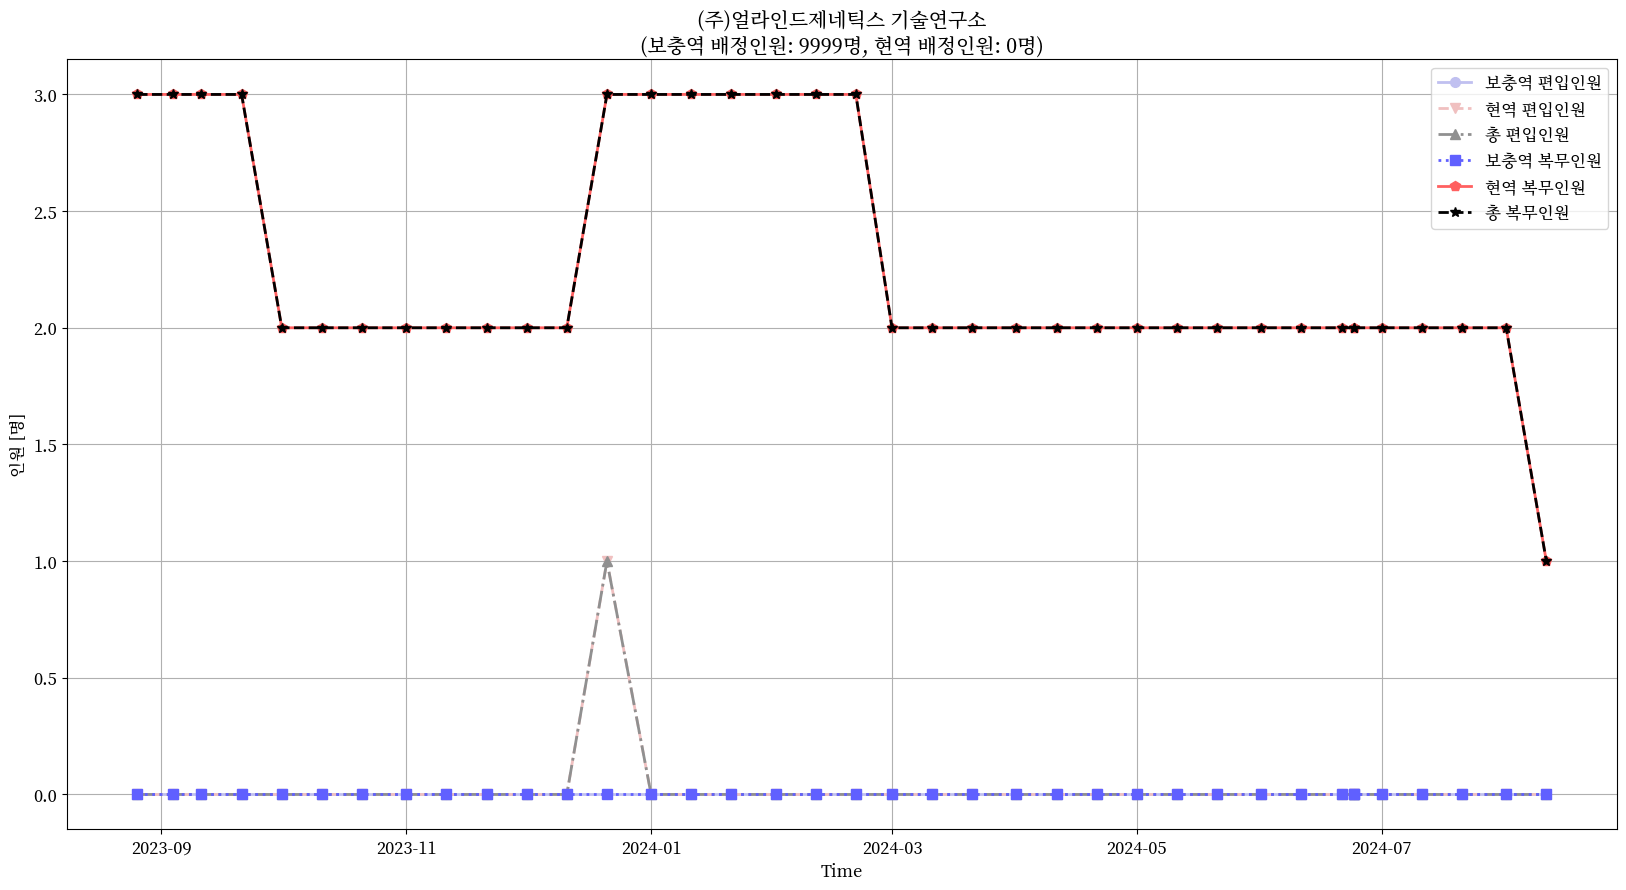 (주)얼라인드제네틱스 기술연구소
(보충역 배정인원: 9999명, 현역 배정인원: 0명)
보충역 편입인원
현역 편입인원
총 편입인원
보충역 복무인원
현역 복무인원
총 복무인원
3.0
2.5
2.0
1.5
1.0
0.5
0.0
인원 [명]
2023-09
2023-11
2024-01
2024-03
2024-05
2024-07
Time